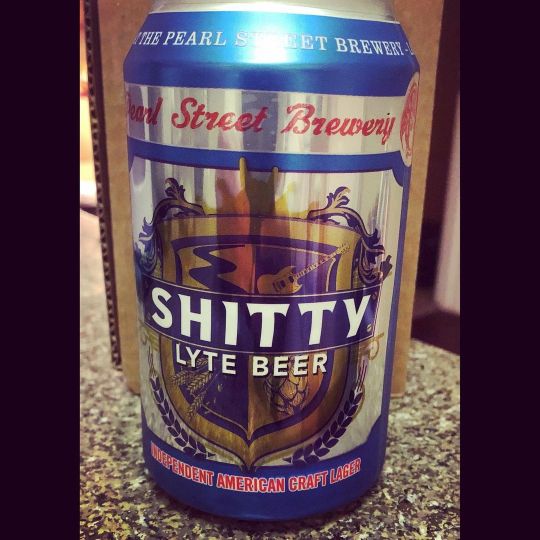 THE PEARL STREET BREWERY
Pearl Street Brewery
SHITTY
LYTE BEER
INDEPENDENT AMERICAN CRAFT LAGER